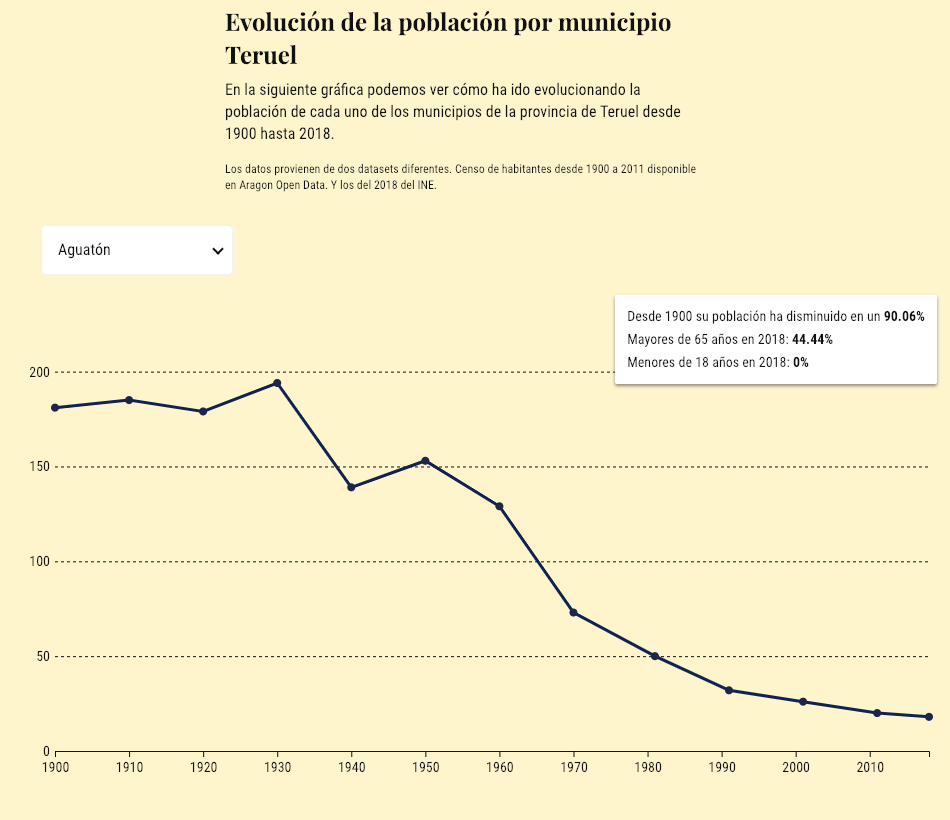 Evolución de la población por municipio
Teruel
En la siguiente gráfica podemos ver cómo ha ido evolucionando la
población de cada uno de los municipios de la provincia de Teruel desde
1900 hasta 2018.
Los datos provienen de dos datasets diferentes. Censo de habitantes desde 1900 a 2011 disponible
en Aragon Open Data. Y los del 2018 del INE.
Aguatón
Desde 1900 su población ha disminuido en un 90.06%
Mayores de 65 años en 2018: 44.44%
Menores de 18 años en 2018: 0%
200
150
100
50
0
1900 1910 1920 1930 1940 1950 1960 1970 1980 1990 2000 2010